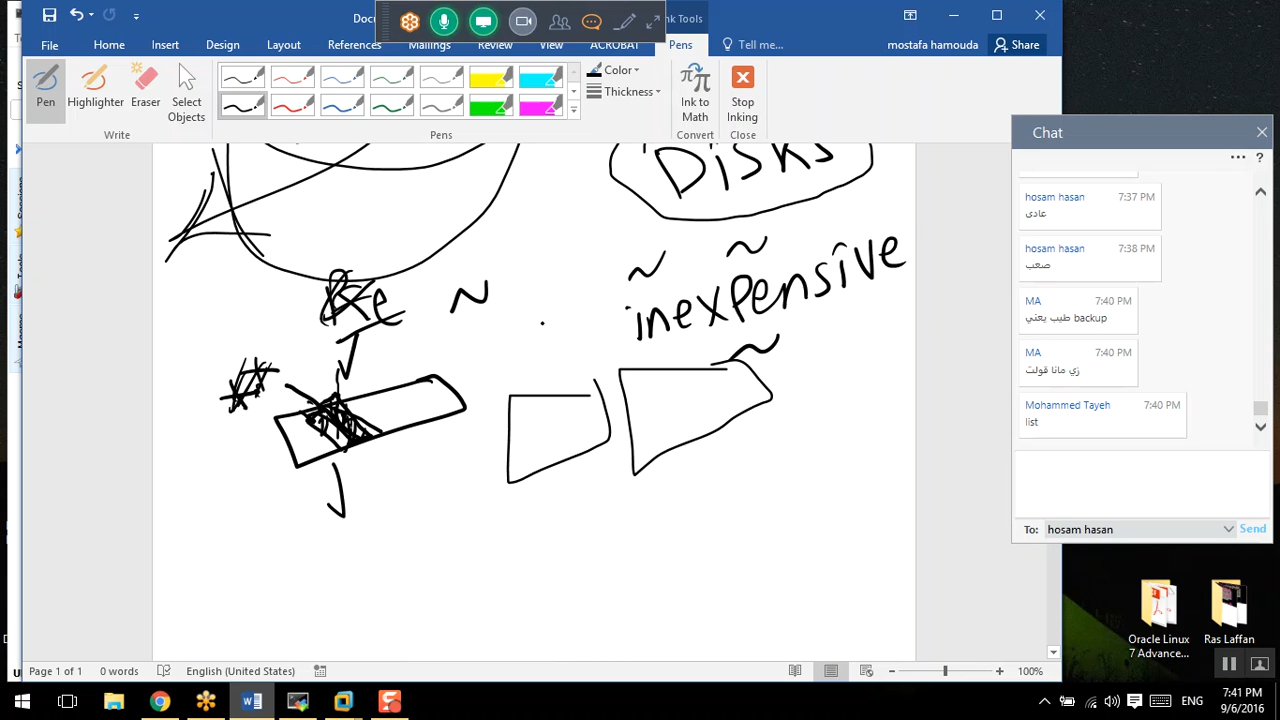 Docu
nk Tools
File
Home
Insert
Design
Layout
References
Mailings
Review
View
ACROBAT
Pens
Tell me...
mostafa hamouda
Share
Pen
Highlighter
Eraser
Select
Objects
Color
Thickness
Ink to
Math
Stop
Inking
Write
Pens
Convert
Close
Disks
inexpensive
Chat
hosam hasan 7:37 PM
عادى
hosam hasan 7:38 PM
صعب
MA 7:40 PM
طيب يعني backup
MA 7:40 PM
زي مانا قولت
Mohammed Tayeh 7:40 PM
list
To: hosam hasan Send
Oracle Linux
7 Advance...
Ras Laffan
Page 1 of 1 0 words English (United States) 100%
ENG
7:41 PM
9/6/2016